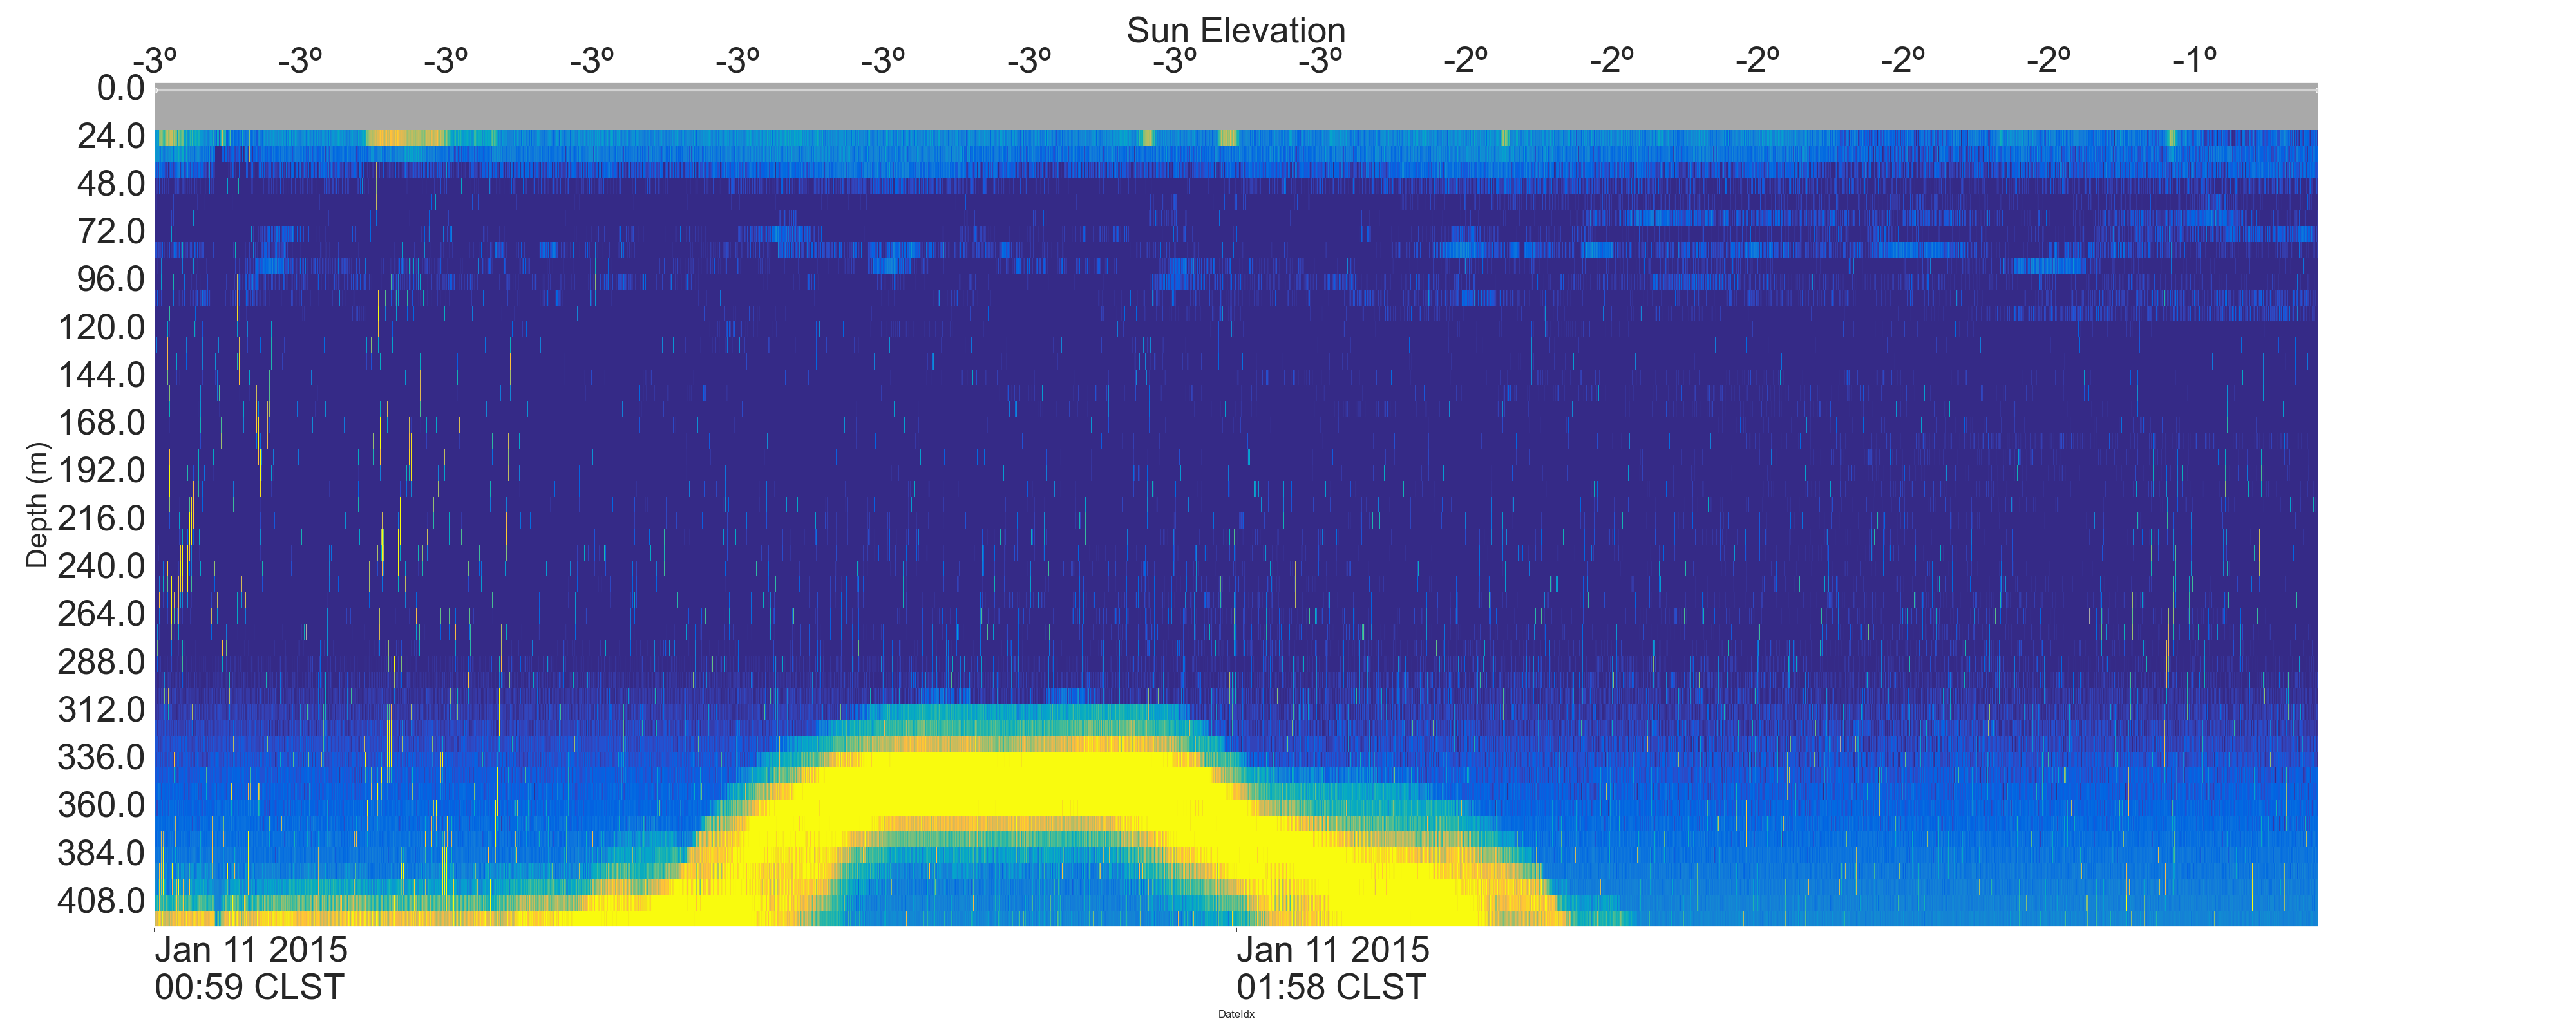 Sun Elevation
-3º -3º -3º -3º -3º -3º -3º -3º -3º -2º -2º -2º -2º -2º -1º
0.0
24.0
48.0
72.0
96.0
120.0
144.0
168.0
192.0
216.0
240.0
264.0
288.0
312.0
336.0
360.0
384.0
408.0
Depth (m)
Jan 11 2015
00:59 CLST
Jan 11 2015
01:58 CLST
DateIdx